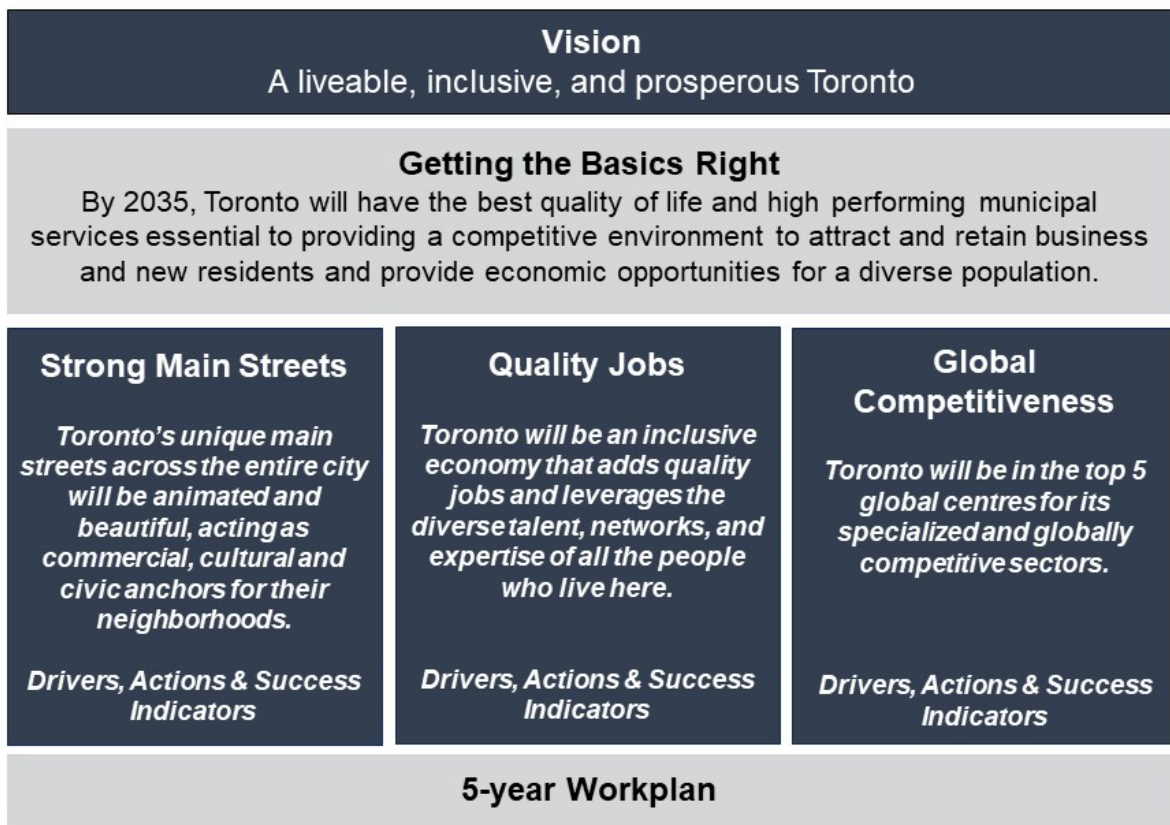 Vision
A liveable, inclusive, and prosperous Toronto
Getting the Basics Right
By 2035, Toronto will have the best quality of life and high performing municipal
services essential to providing a competitive environment to attract and retain business
and new residents and provide economic opportunities for a diverse population.
Strong Main Streets
Toronto's unique main
streets across the entire city
will be animated and
beautiful, acting as
commercial, cultural and
civic anchors for their
neighborhoods.
Drivers, Actions & Success
Indicators
Quality Jobs
Toronto will be an inclusive
economy that adds quality
jobs and leverages the
diverse talent, networks, and
expertise of all the people
who live here.
Drivers, Actions & Success
Indicators
Global
Competitiveness
Toronto will be in the top 5
global centres for its
specialized and globally
competitive sectors.
Drivers, Actions & Success
Indicators
5-year Workplan